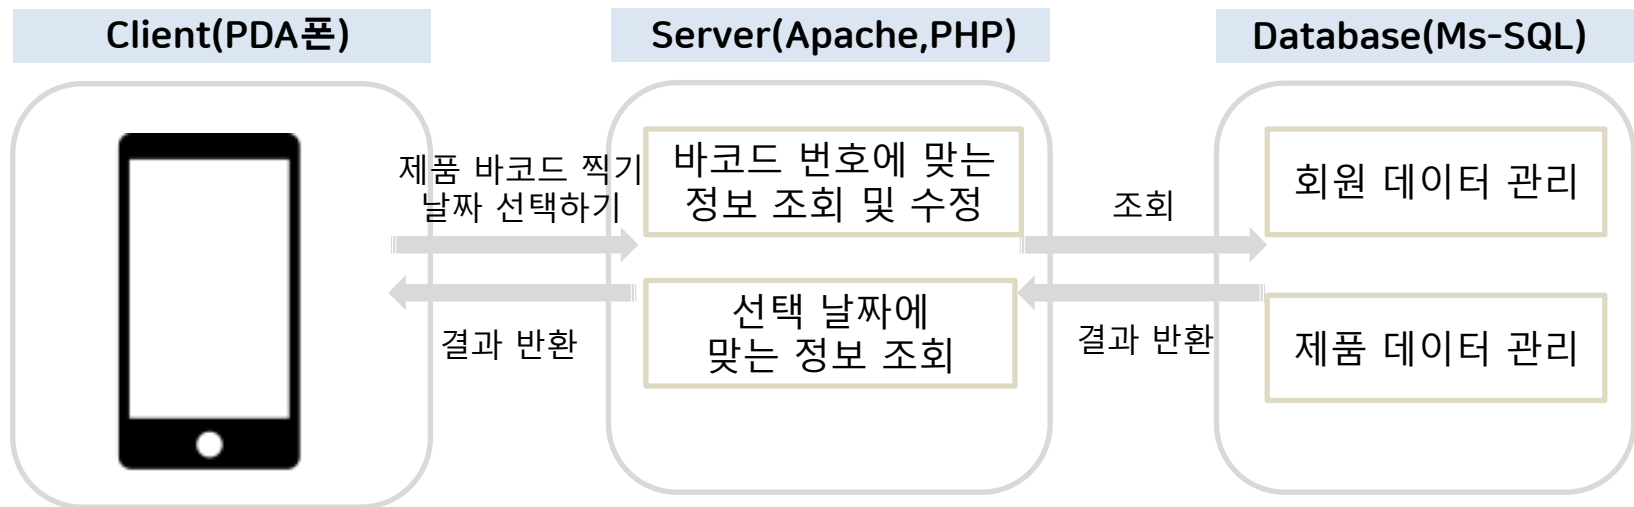 Client(PDA폰)
Server(Apache,PHP)
Database(Ms-SQL)
제품 바코드 찍기
날짜 선택하기
결과 반환
바코드 번호에 맞는
정보 조회 및 수정
선택 날짜에
맞는 정보 조회
조회
결과 반환
회원 데이터 관리
제품 데이터 관리